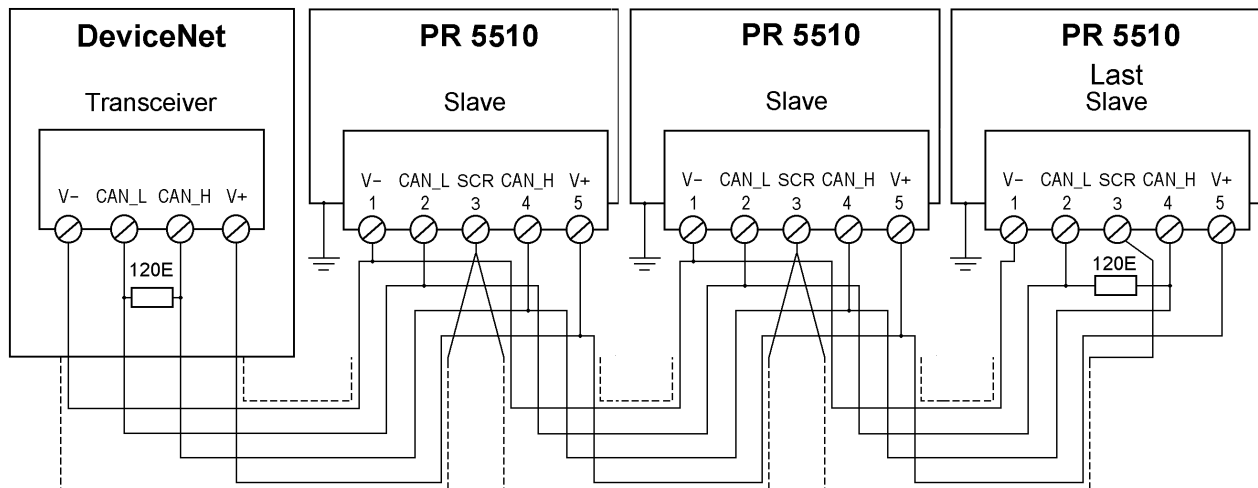 DeviceNet
Transceiver
V− CAN_L CAN_H V+
120E
PR 5510
Slave
V− CAN_L SCR CAN_H V+
1 2 3 4 5
PR 5510
Slave
V− CAN_L SCR CAN_H V+
1 2 3 4 5
PR 5510
Last
Slave
V− CAN_L SCR CAN_H V+
1 2 3 4 5
120E